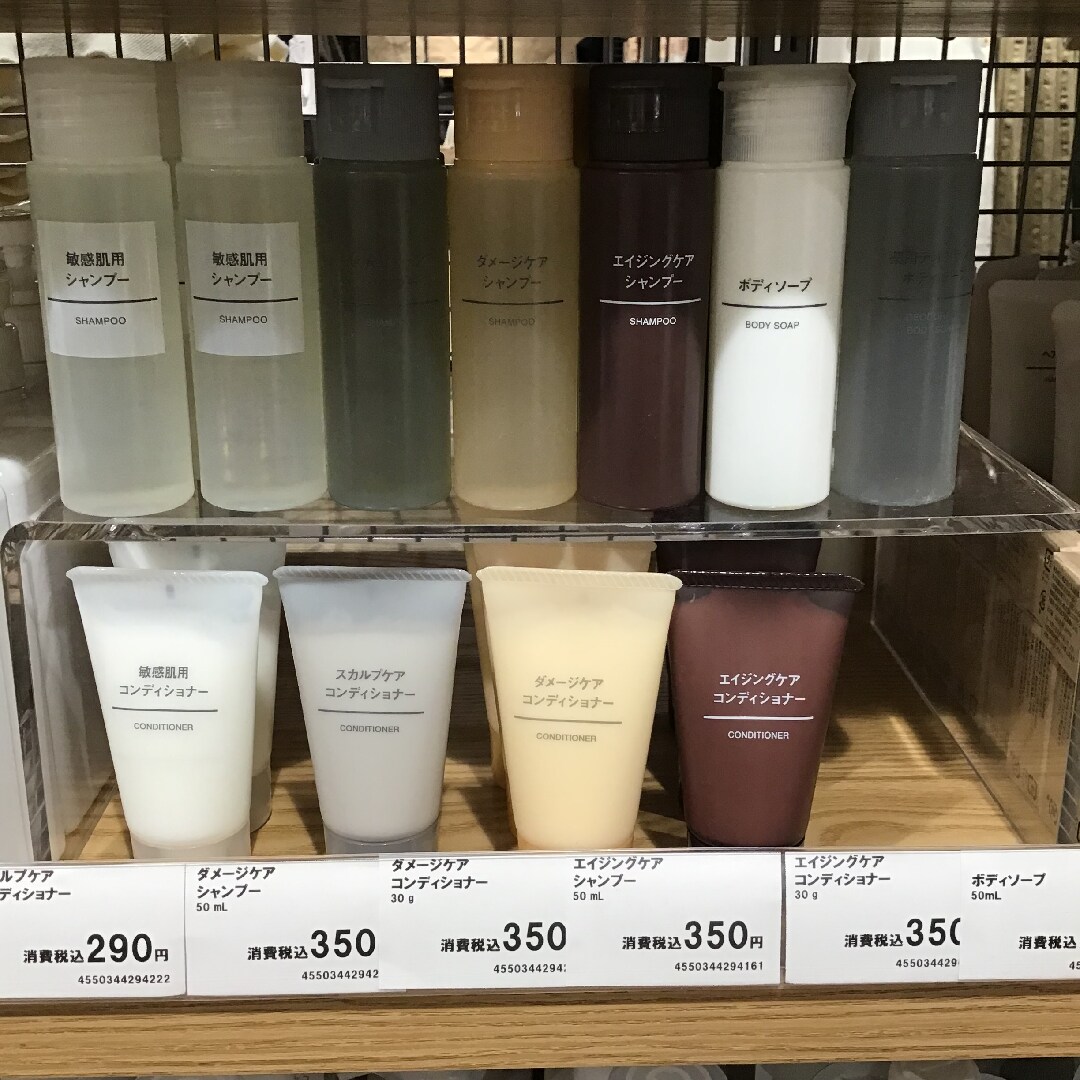 敏感肌用
シャンプー
SHAMPOO
敏感肌用
シャンプー
SHAMPOO
ダメージケア
シャンプー
SHAMPOO
エイジングケア
シャンプー
SHAMPOO
ボディソープ
BODY SOAP
敏感肌用
コンディショナー
CONDITIONER
スカルプケア
コンディショナー
CONDITIONER
ダメージケア
コンディショナー
CONDITIONER
エイジングケア
コンディショナー
CONDITIONER
ルプケア
ディショナー
消費税込290円
4550344294222
ダメージケア
シャンプー
50 mL
消費税込350
45503442942
ダメージケア
コンディショナー
30 g
消費税込350
45503442942
エイジングケア
シャンプー
50 mL
消費税込350円
4550344294161
エイジングケア
コンディショナー
30 g
消費税込350
455034429
ボディソープ
50mL
消費税込
45